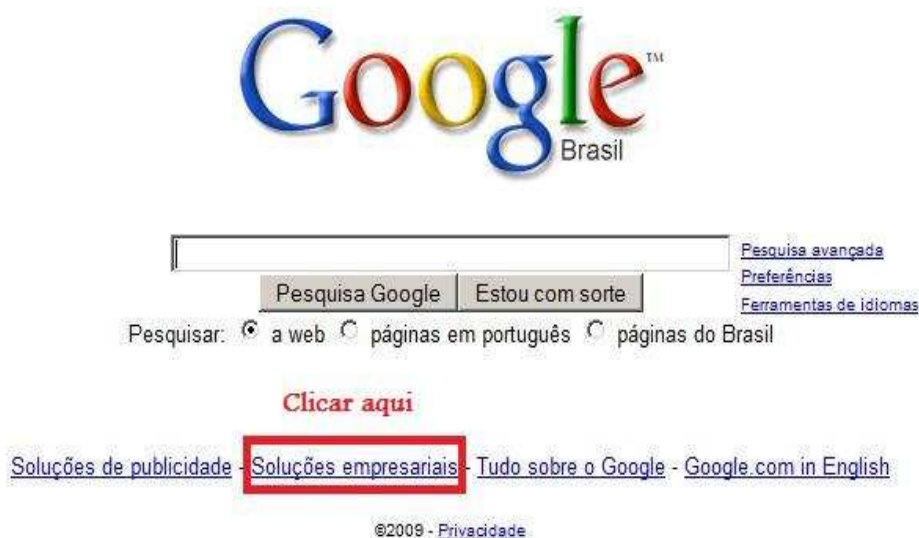 Google™
Brasil
Pesquisa avançada
Pesquisa Google Estou com sorte
Preferências
Ferramentas de idiomas
Pesquisar: a web páginas em português páginas do Brasil
Clicar aqui
Soluções de publicidade - Soluções empresariais - Tudo sobre o Google - Google.com in English
©2009 - Privacidade